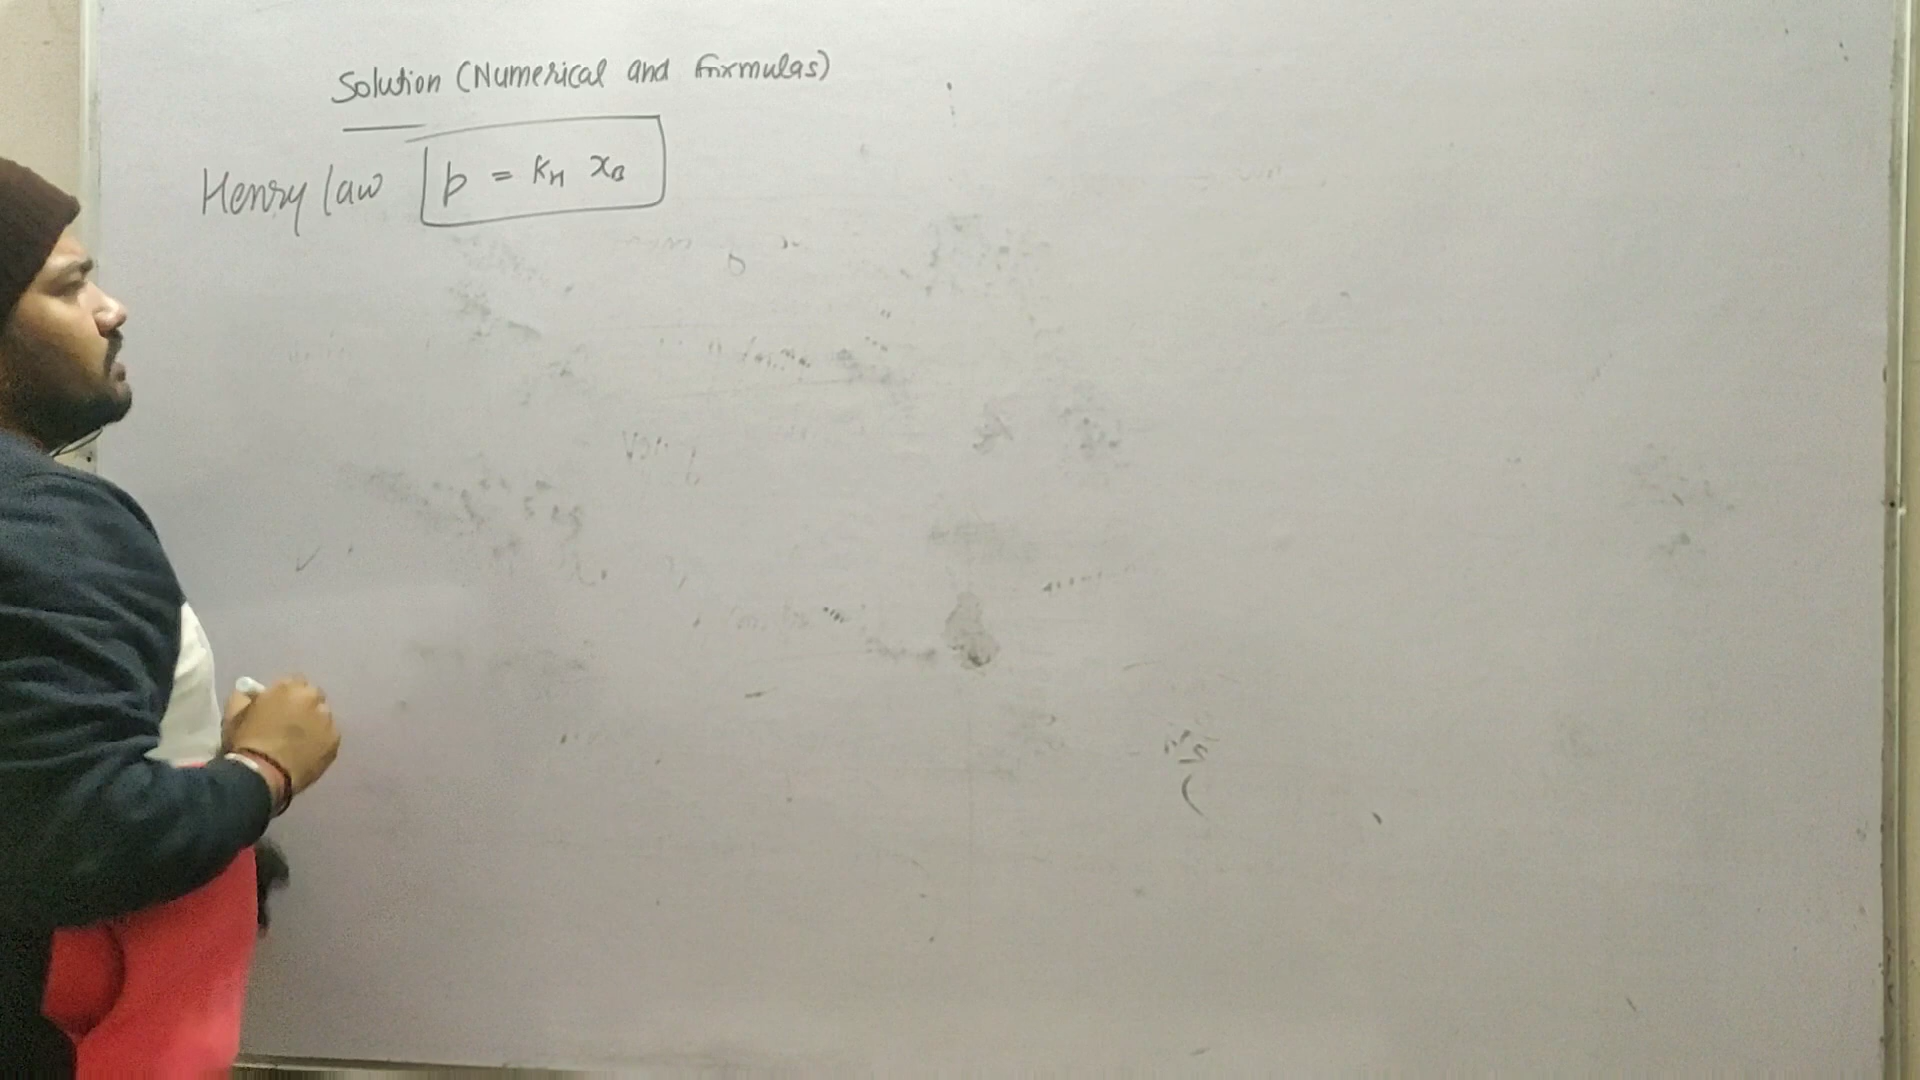 Solution (Numerical and Formulas)
Henry law p = K_H x_B